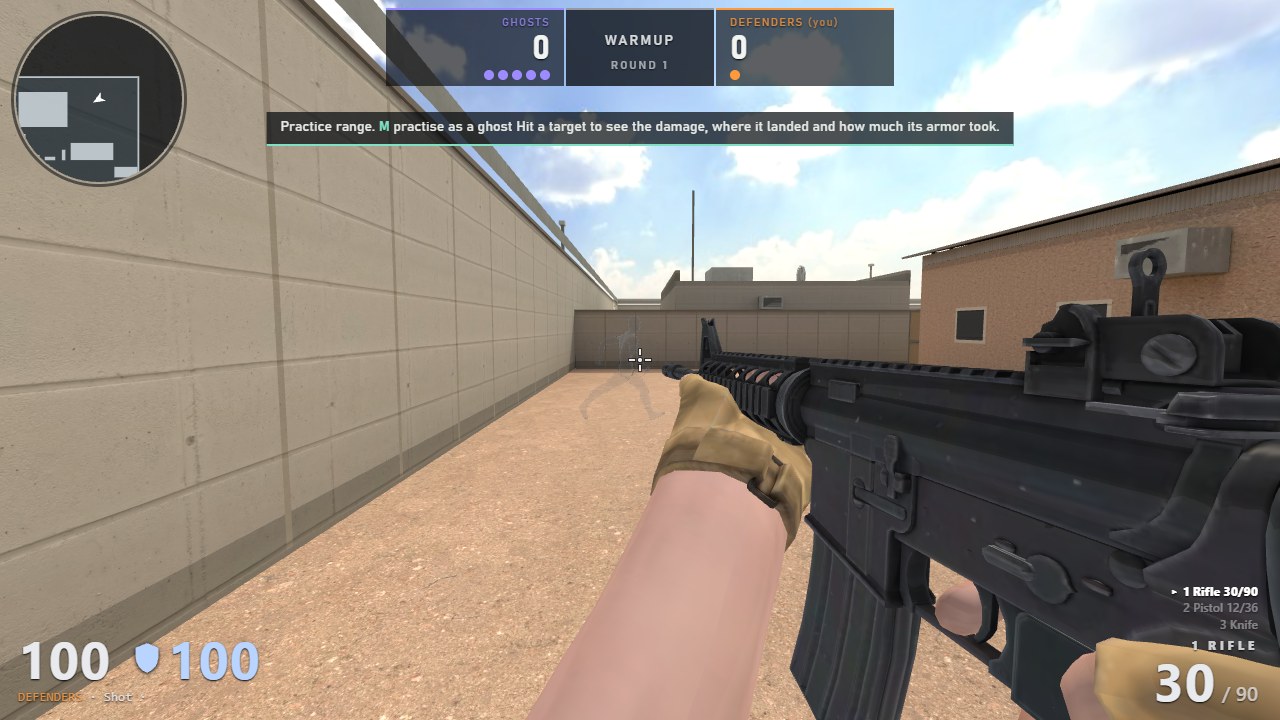 GHOSTS
0
WARMUP
ROUND 1
DEFENDERS (you)
0
Practice range. M practise as a ghost Hit a target to see the damage, where it landed and how much its armor took.
▸ 1 Rifle 30/90
2 Pistol 12/36
3 Knife
1 RIFLE
30 / 90
100 100
DEFENDERS - Shot -